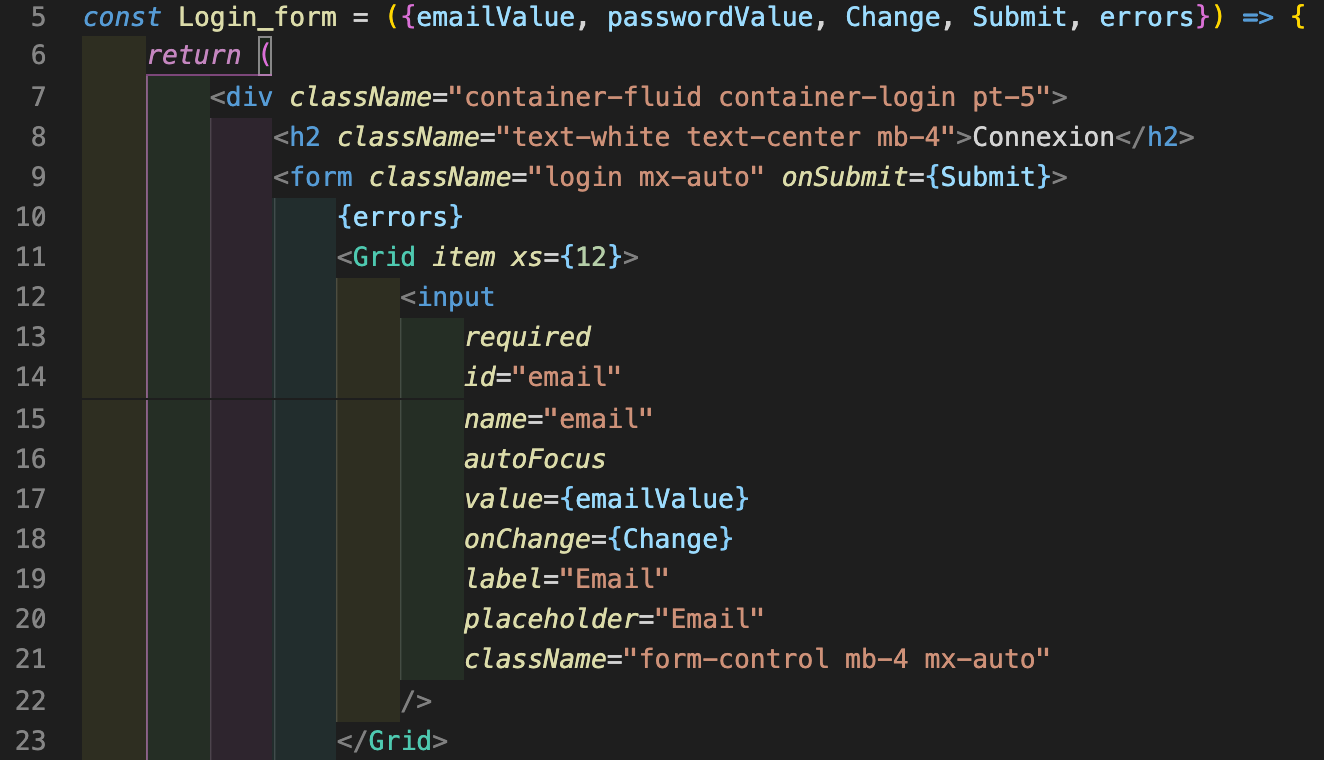 5 const Login_form = ({emailValue, passwordValue, Change, Submit, errors}) => {
6 return (
7 <div className="container-fluid container-login pt-5">
8 <h2 className="text-white text-center mb-4">Connexion</h2>
9 <form className="login mx-auto" onSubmit={Submit}>
10 {errors}
11 <Grid item xs={12}>
12 <input
13 required
14 id="email"
15 name="email"
16 autoFocus
17 value={emailValue}
18 onChange={Change}
19 label="Email"
20 placeholder="Email"
21 className="form-control mb-4 mx-auto"
22 />
23 </Grid>